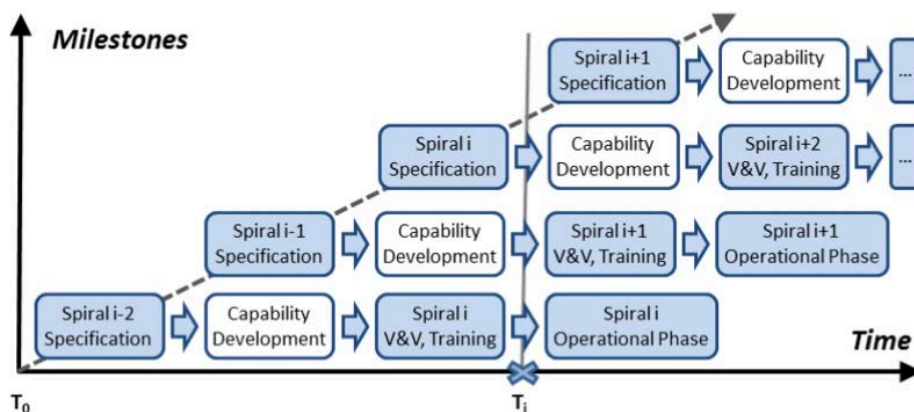 Milestones
Spiral i+1
Specification
Capability
Development
...
Spiral i
Specification
Capability
Development
Spiral i+2
V&V, Training
...
Spiral i-1
Specification
Capability
Development
Spiral i+1
V&V, Training
Spiral i+1
Operational Phase
Spiral i-2
Specification
Capability
Development
Spiral i
V&V, Training
Spiral i
Operational Phase
Time
T₀
Tᵢ